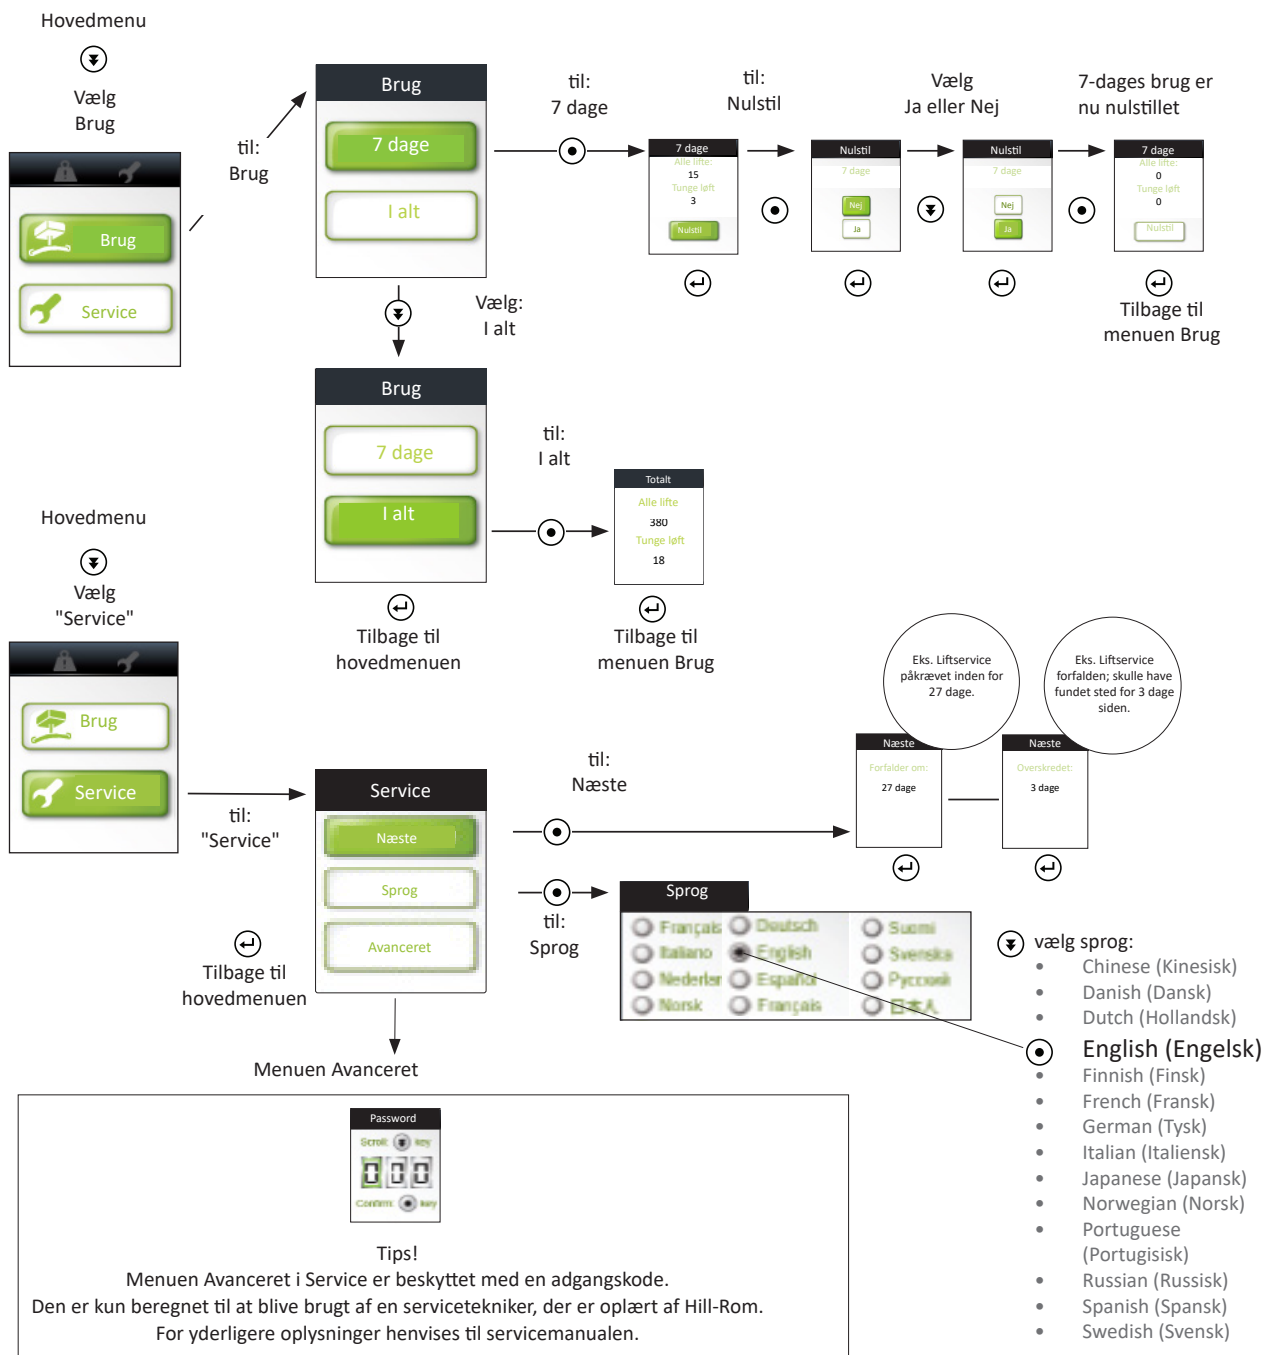 Hovedmenu
Vælg
Brug
Brug
Service
til:
Brug
Brug
7 dage
I alt
til:
7 dage
7 dage
Alle lifte:
15
Tunge løft
3
Nulstil
til:
Nulstil
Nulstil
7 dage
Nej
Ja
Vælg
Ja eller Nej
Nulstil
7 dage
Nej
Ja
7-dages brug er
nu nulstillet
7 dage
Alle lifte:
0
Tunge løft
0
Nulstil
Tilbage til
menuen Brug
Vælg:
I alt
Brug
7 dage
I alt
Tilbage til
hovedmenuen
til:
I alt
Totalt
Alle lifte
380
Tunge løft
18
Tilbage til
menuen Brug
Hovedmenu
Vælg
"Service"
Brug
Service
til:
"Service"
Service
Næste
Sprog
Avanceret
Tilbage til
hovedmenuen
til:
Næste
Eks. Liftservice
påkrævet inden for
27 dage.
Næste
Forfalder om:
27 dage
Eks. Liftservice
forfalden; skulle have
fundet sted for 3 dage
siden.
Næste
Overskredet:
3 dage
til:
Sprog
Sprog
Français Deutsch Suomi
Italiano English Svenska
Nederlan Español Русский
Norsk Français 日本人
vælg sprog:
• Chinese (Kinesisk)
• Danish (Dansk)
• Dutch (Hollandsk)
English (Engelsk)
• Finnish (Finsk)
• French (Fransk)
• German (Tysk)
• Italian (Italiensk)
• Japanese (Japansk)
• Norwegian (Norsk)
• Portuguese
(Portugisisk)
• Russian (Russisk)
• Spanish (Spansk)
• Swedish (Svensk)
Menuen Avanceret
Password
Scroll: key
000
Confirm: key
Tips!
Menuen Avanceret i Service er beskyttet med en adgangskode.
Den er kun beregnet til at blive brugt af en servicetekniker, der er oplært af Hill-Rom.
For yderligere oplysninger henvises til servicemanualen.